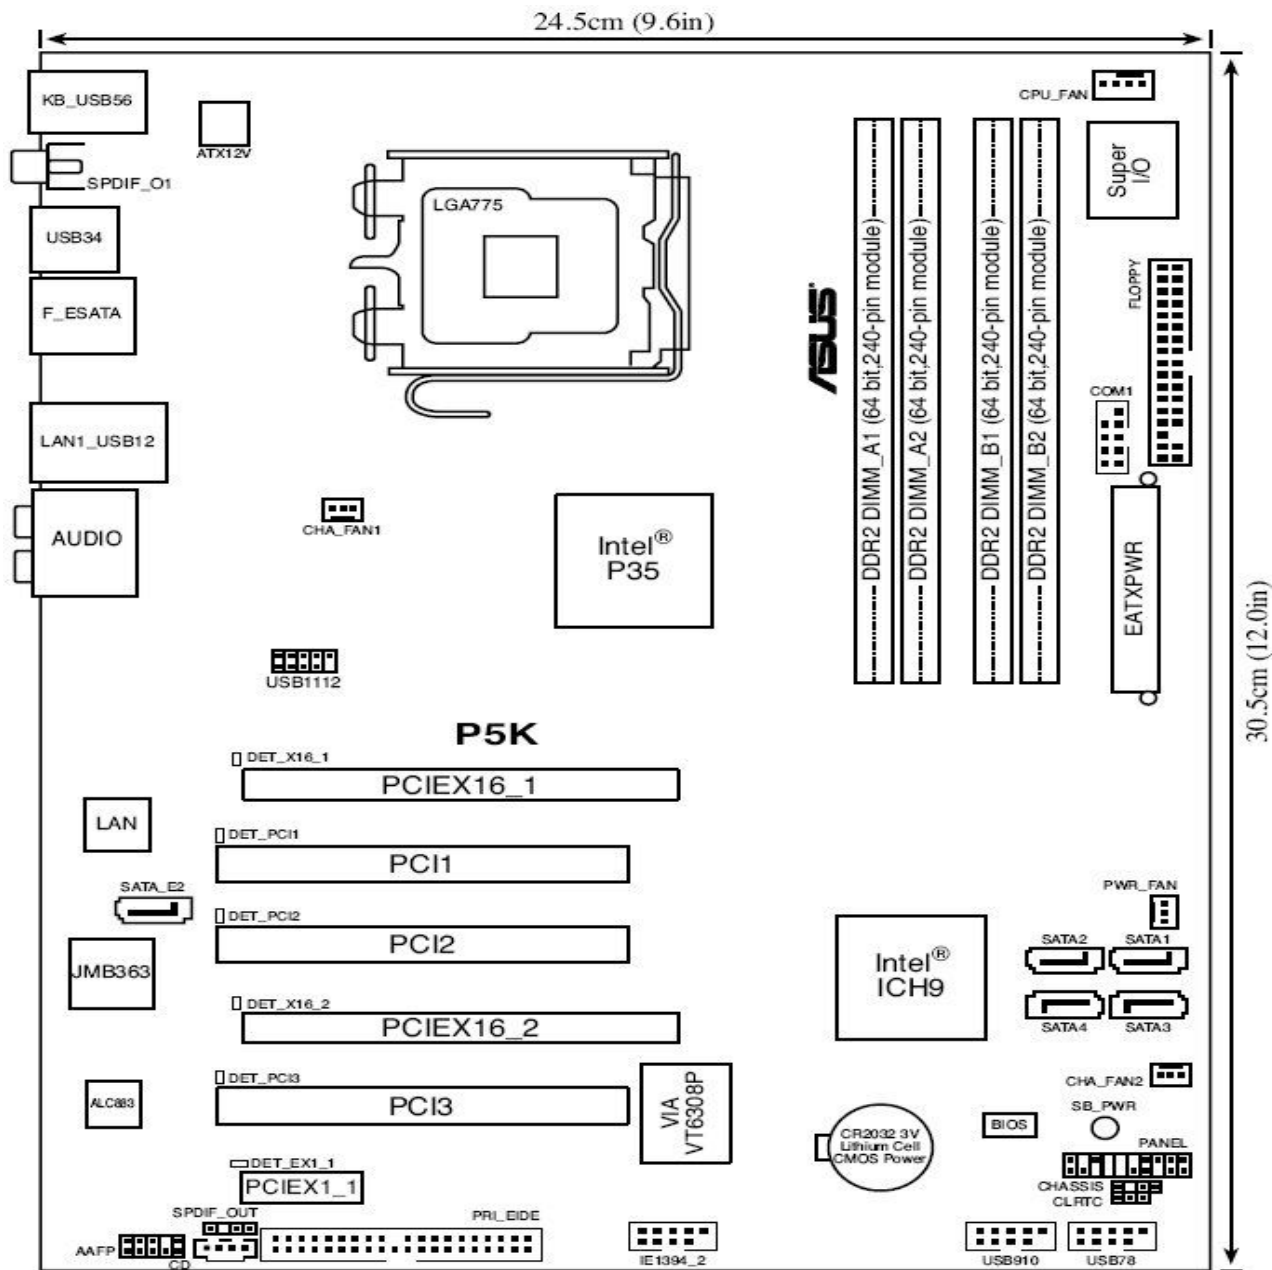 24.5cm (9.6in)
KB_USB56
ATX12V
SPDIF_O1
USB34
F_ESATA
LAN1_USB12
AUDIO
LGA775
CPU_FAN
Super I/O
FLOPPY
COM1
EATXPWR
ASUS
DDR2 DIMM_A1 (64 bit,240-pin module)
DDR2 DIMM_A2 (64 bit,240-pin module)
DDR2 DIMM_B1 (64 bit,240-pin module)
DDR2 DIMM_B2 (64 bit,240-pin module)
30.5cm (12.0in)
CHA_FAN1
Intel®
P35
USB1112
P5K
DET_X16_1
PCIEX16_1
LAN
DET_PCI1
PCI1
SATA_E2
DET_PCI2
PCI2
JMB363
DET_X16_2
PCIEX16_2
ALC883
DET_PCI3
PCI3
VIA
VT6308P
DET_EX1_1
PCIEX1_1
SPDIF_OUT
PRI_EIDE
AAFP
CD
IE1394_2
Intel®
ICH9
PWR_FAN
SATA2
SATA1
SATA4
SATA3
CHA_FAN2
SB_PWR
CR2032 3V
Lithium Cell
CMOS Power
BIOS
PANEL
CHASSIS
CLRTC
USB910
USB78